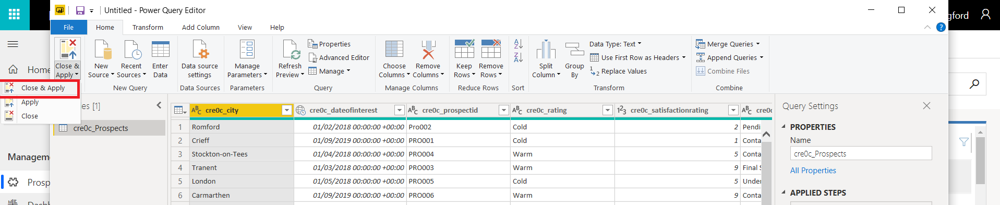 Untitled - Power Query Editor
gford
File Home Transform Add Column View Help
Close & Apply
New Source
Recent Sources
Enter Data
Data source settings
Manage Parameters
Refresh Preview
Properties
Advanced Editor
Manage
Choose Columns
Remove Columns
Keep Rows
Remove Rows
Split Column
Group By
Data Type: Text
Use First Row as Headers
Replace Values
Merge Queries
Append Queries
Combine Files
New Query Data Sources Parameters Query Manage Columns Reduce Rows Sort Transform Combine
Home
Close & Apply
Apply
Close
es [1]
cre0c_Prospects
Management
Prosp
Dashb
cre0c_city cre0c_dateofinterest cre0c_prospectid cre0c_rating cre0c_satisfactionrating cre0c
1 Romford 01/02/2018 00:00:00 +00:00 Pro002 Cold 2 Pendi
2 Crieff 01/09/2019 00:00:00 +00:00 PRO001 Cold 1 Conta
3 Stockton-on-Tees 01/04/2018 00:00:00 +00:00 PRO004 Warm 5 Conta
4 Tranent 01/03/2018 00:00:00 +00:00 PRO003 Warm 9 Final S
5 London 01/05/2018 00:00:00 +00:00 PRO005 Cold 5 Under
6 Carmarthen 01/09/2019 00:00:00 +00:00 PRO006 Warm 9 Conta
Query Settings
PROPERTIES
Name
cre0c_Prospects
All Properties
APPLIED STEPS